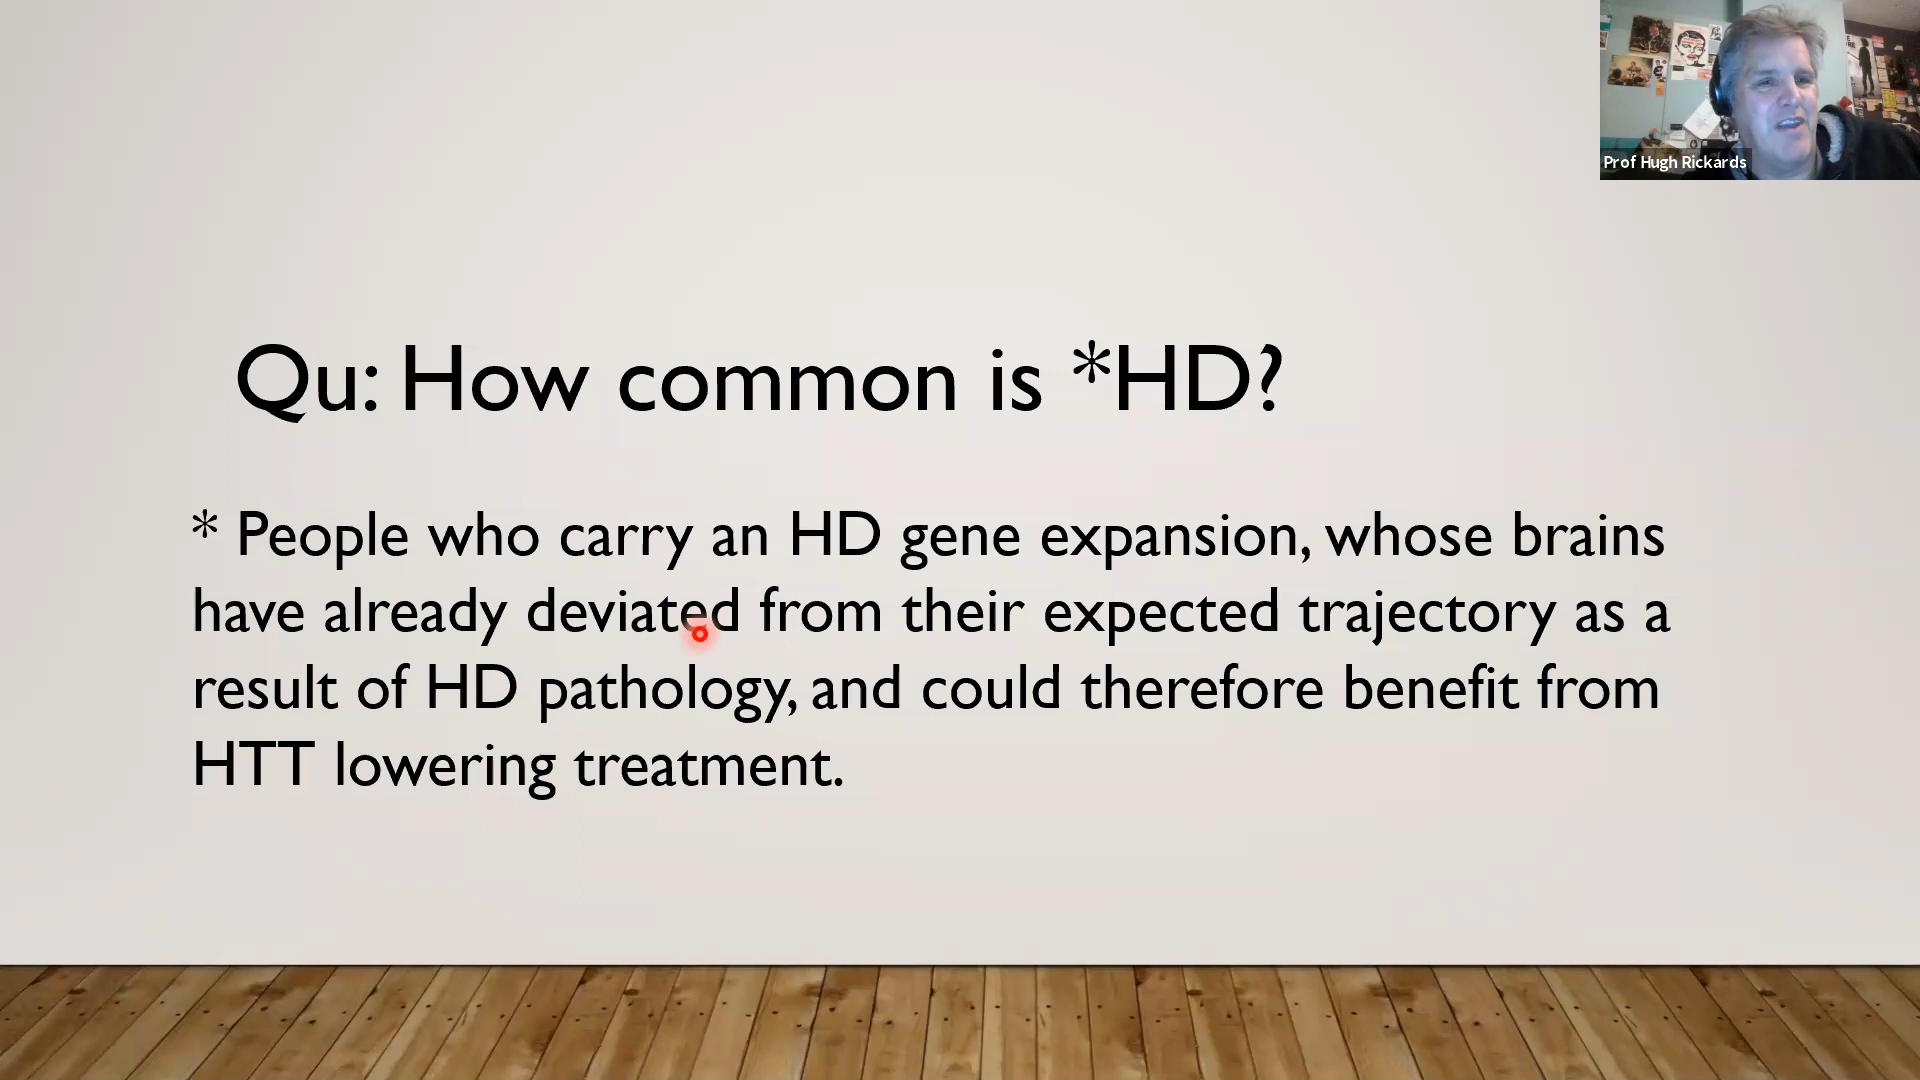 Prof Hugh Rickards
Qu: How common is *HD?
* People who carry an HD gene expansion, whose brains
have already deviated from their expected trajectory as a
result of HD pathology, and could therefore benefit from
HTT lowering treatment.